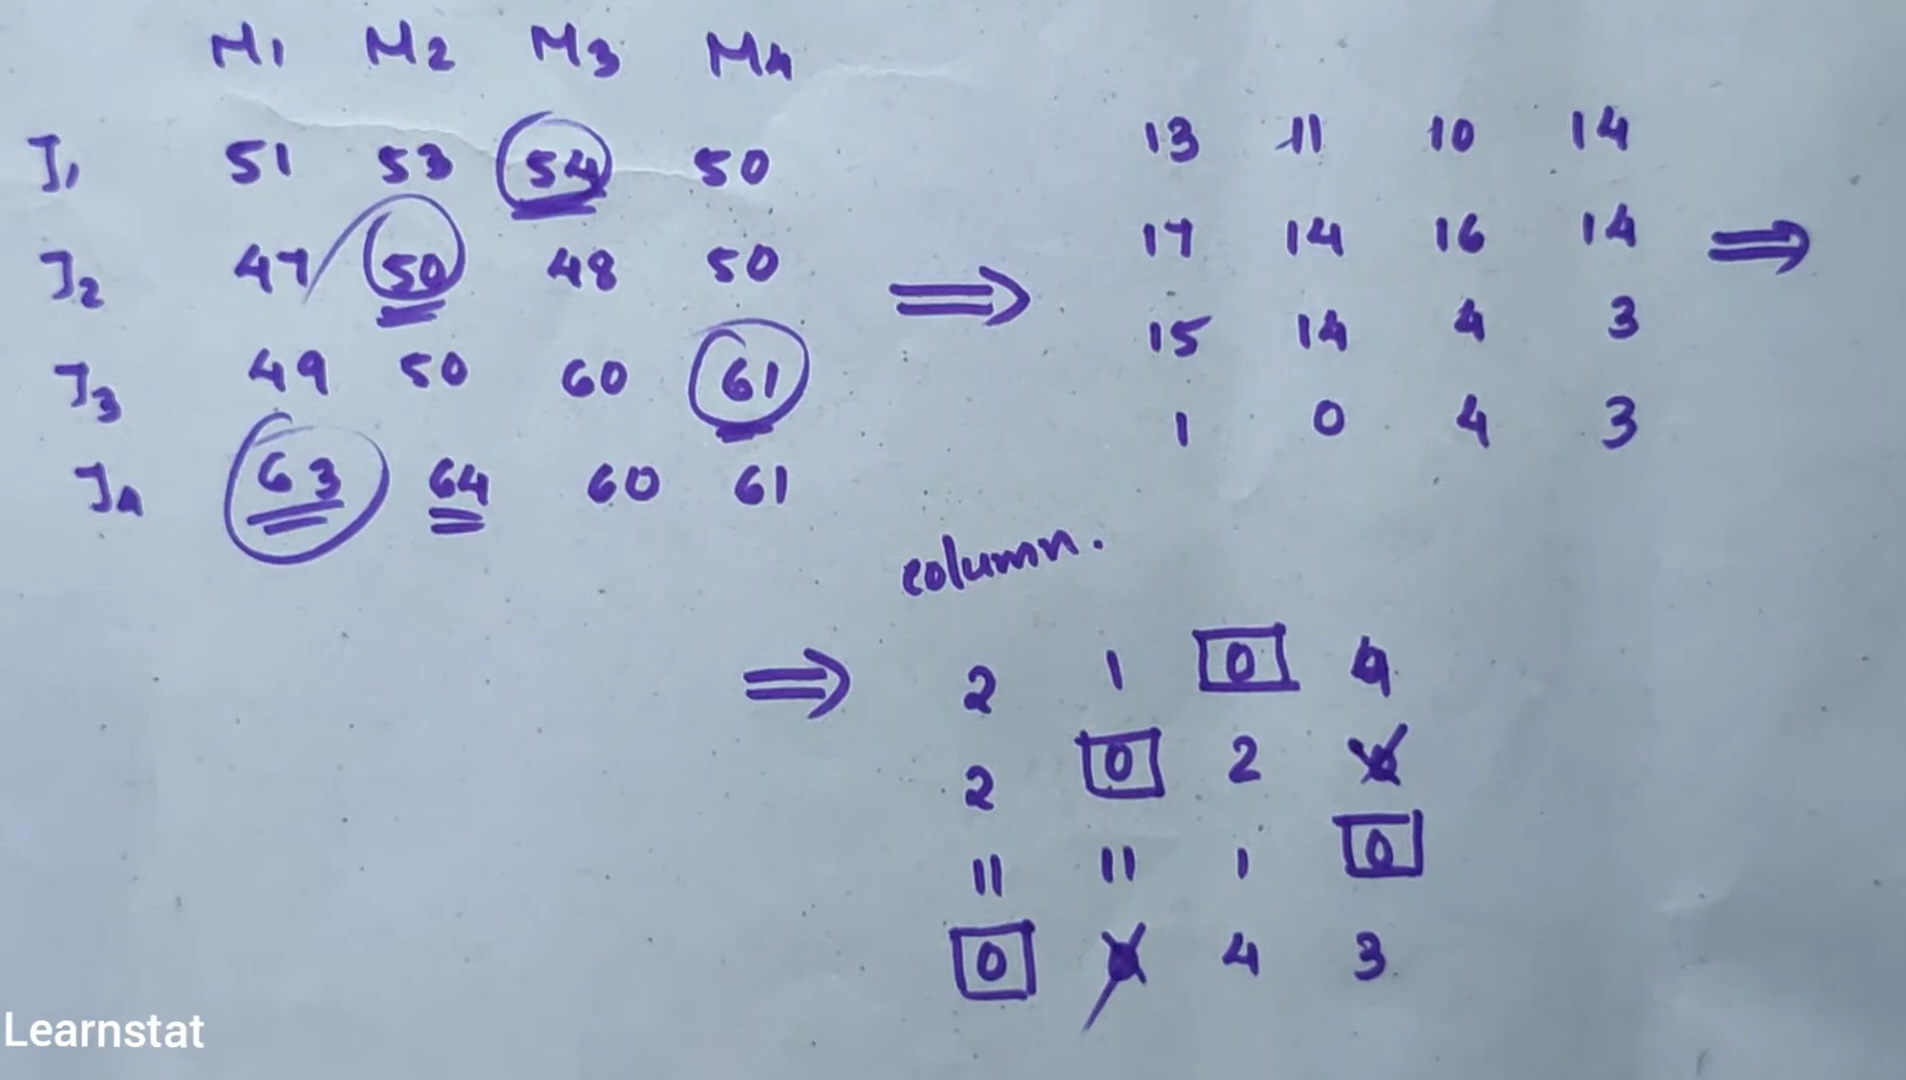 M1 M2 M3 M4
J1 51 53 54 50
J2 47 50 48 50
J3 49 50 60 61
J4 63 64 60 61
13 11 10 14
17 14 16 14
15 14 4 3
1 0 4 3
⇒
⇒
column.
⇒ 2 1 0 4
2 0 2 0
11 11 1 0
0 0 4 3
Learnstat